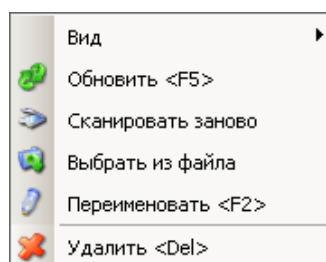 Вид
Обновить <F5>
Сканировать заново
Выбрать из файла
Переименовать <F2>
Удалить <Del>